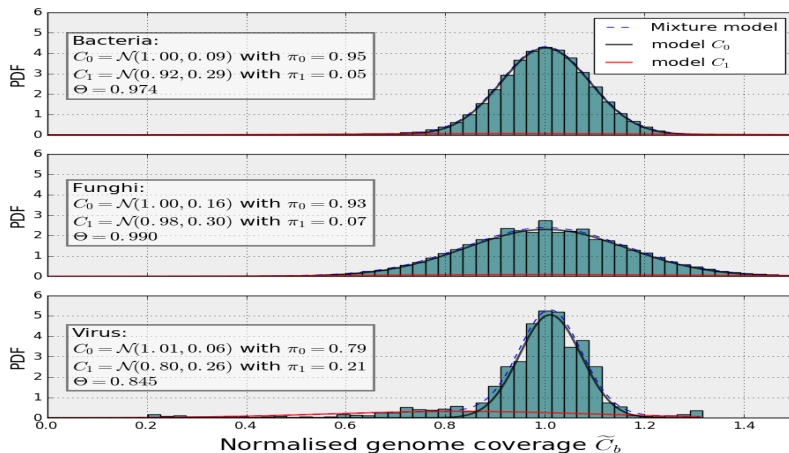 6
5
4
3
2
1
0
PDF
Bacteria:
C₀ = 𝒩(1.00, 0.09) with π₀ = 0.95
C₁ = 𝒩(0.92, 0.29) with π₁ = 0.05
Θ = 0.974
Mixture model
model C₀
model C₁
6
5
4
3
2
1
0
PDF
Funghi:
C₀ = 𝒩(1.00, 0.16) with π₀ = 0.93
C₁ = 𝒩(0.98, 0.30) with π₁ = 0.07
Θ = 0.990
6
5
4
3
2
1
0
PDF
Virus:
C₀ = 𝒩(1.01, 0.06) with π₀ = 0.79
C₁ = 𝒩(0.80, 0.26) with π₁ = 0.21
Θ = 0.845
0.0 0.2 0.4 0.6 0.8 1.0 1.2 1.4
Normalised genome coverage C̃_b